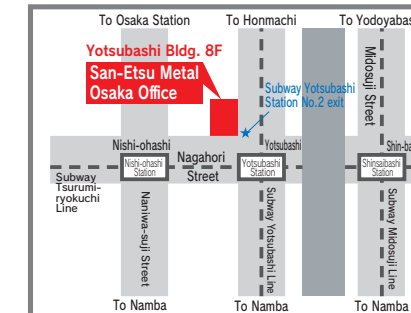 To Osaka Station
To Honmachi
To Yodoyaba
Yotsubashi Bldg. 8F
San-Etsu Metal
Osaka Office
Subway Yotsubashi
Station No.2 exit
Midosuji Street
Nishi-ohashi
Yotsubashi
Shin-ba
Nishi-ohashi
Station
Nagahori
Street
Yotsubashi
Station
Shinsaibashi
Station
Subway
Tsurumi-
ryokuchi
Line
Naniwa-suji Street
Subway Yotsubashi Line
Subway Midosuji Line
To Namba
To Namba
To Namba